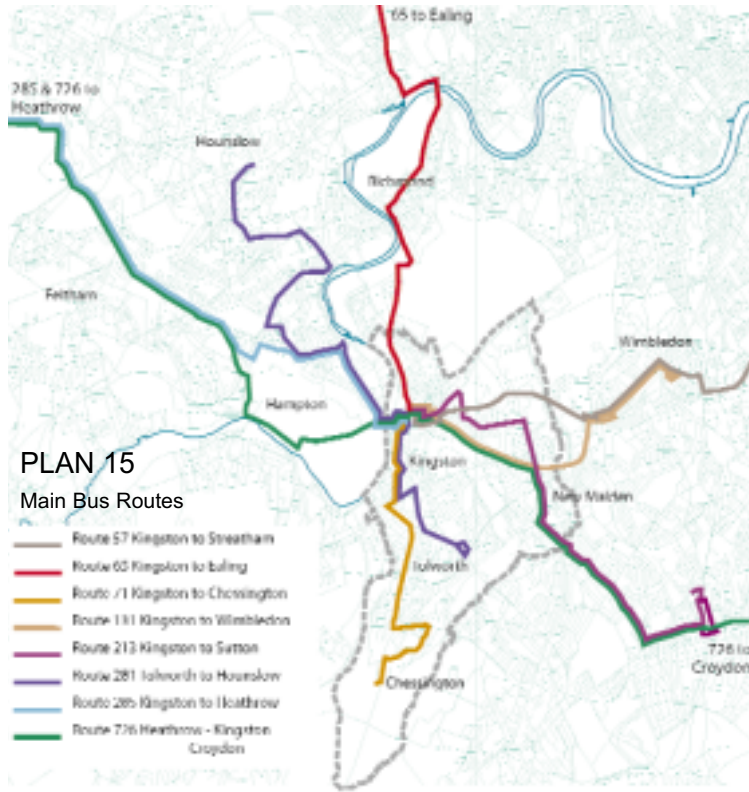 65 to Ealing
285 & 726 to
Heathrow
Hounslow
Richmond
Feltham
Wimbledon
Hampton
PLAN 15
Kingston
Main Bus Routes
New Malden
Route 57 Kingston to Streatham
Route 65 Kingston to Ealing
Tolworth
Route 71 Kingston to Chessington
Route 131 Kingston to Wimbledon
Route 213 Kingston to Sutton
726 to
Croydon
Route 281 Tolworth to Hounslow
Chessington
Route 285 Kingston to Heathrow
Route 726 Heathrow - Kingston
Croydon